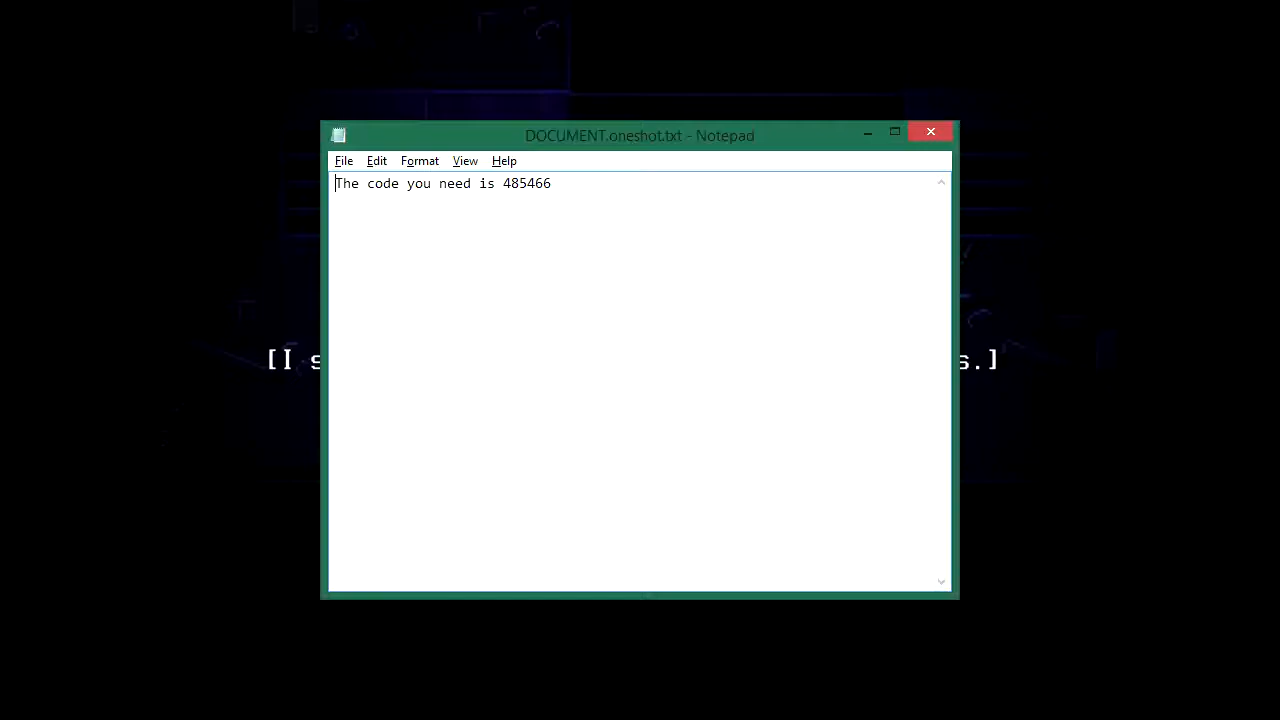 DOCUMENT.oneshot.txt - Notepad
File Edit Format View Help
The code you need is 485466
[I s s.]